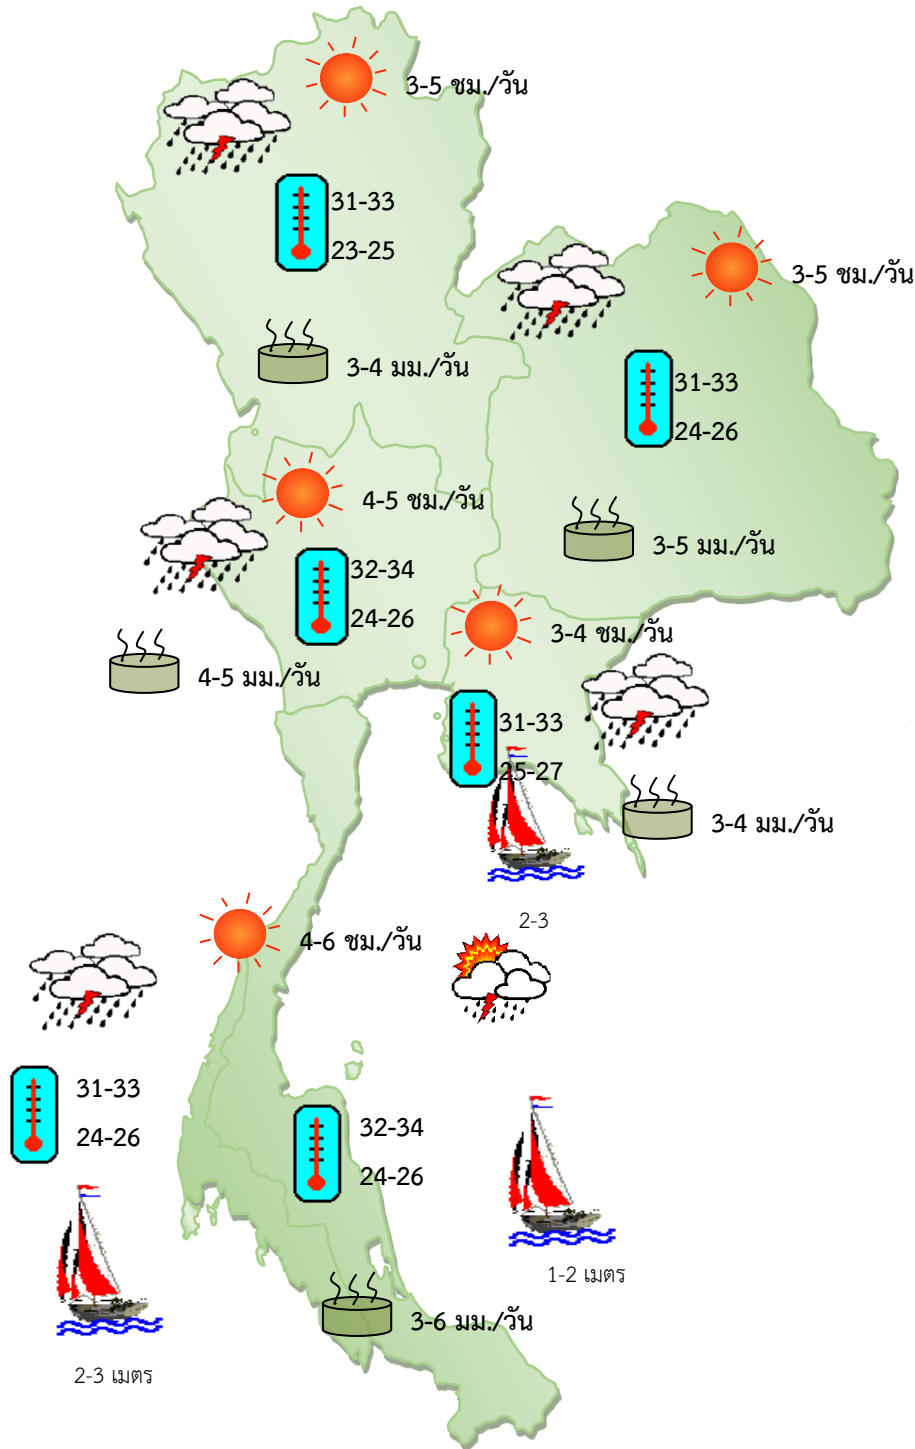 3-5 ชม./วัน
31-33
23-25
3-4 มม./วัน
3-5 ชม./วัน
31-33
24-26
3-5 มม./วัน
4-5 ชม./วัน
32-34
24-26
4-5 มม./วัน
3-4 ชม./วัน
31-33
25-27
3-4 มม./วัน
2-3
4-6 ชม./วัน
31-33
24-26
32-34
24-26
1-2 เมตร
3-6 มม./วัน
2-3 เมตร